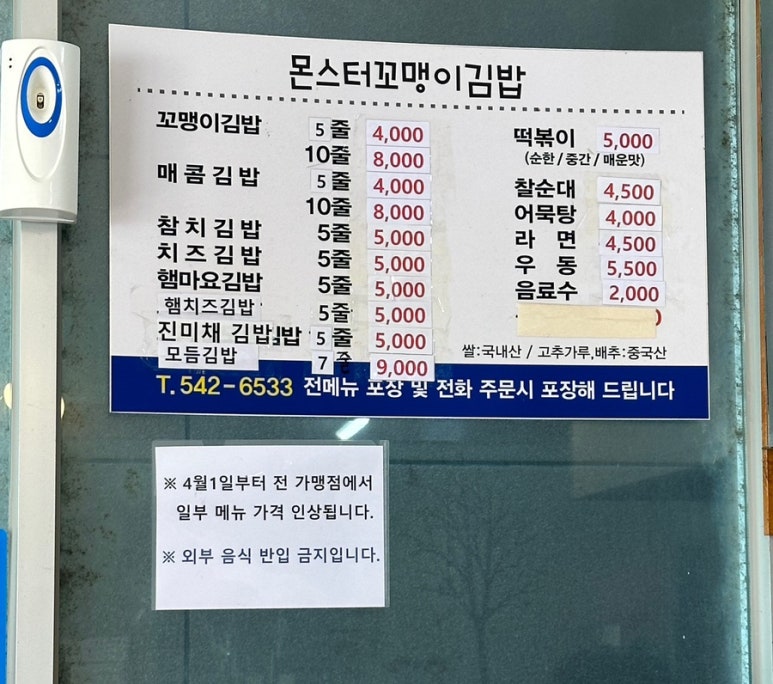 몬스터꼬맹이김밥
꼬맹이김밥 5줄 4,000
10줄 8,000
매콤김밥 5줄 4,000
10줄 8,000
참치김밥 5줄 5,000
치즈김밥 5줄 5,000
햄마요김밥 5줄 5,000
햄치즈김밥 5줄 5,000
진미채 김밥 5줄 5,000
모듬김밥 7줄 9,000
떡볶이 5,000
(순한/중간/매운맛)
찰순대 4,500
어묵탕 4,000
라면 4,500
우동 5,500
음료수 2,000
쌀:국내산 / 고추가루,배추:중국산
T.542-6533 전메뉴 포장 및 전화 주문시 포장해 드립니다
※ 4월1일부터 전 가맹점에서
일부 메뉴 가격 인상됩니다.
※ 외부 음식 반입 금지입니다.